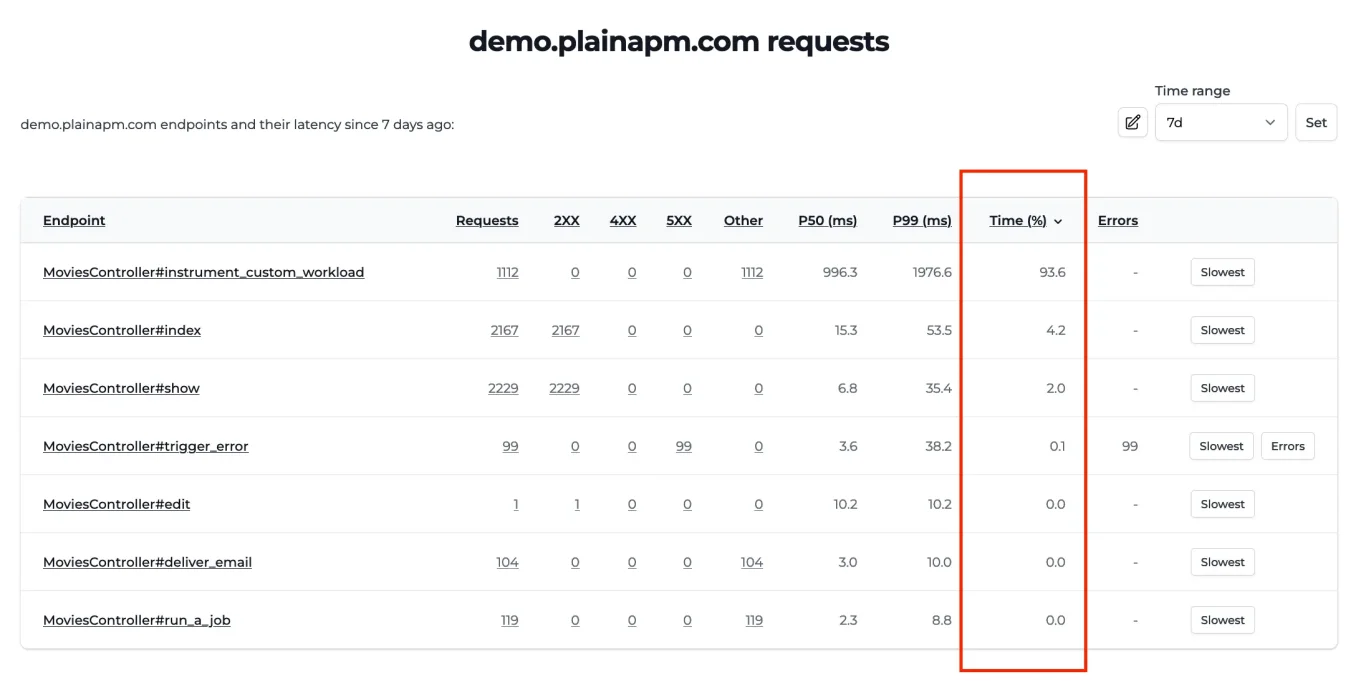 demo.plainapm.com requests
Time range
demo.plainapm.com endpoints and their latency since 7 days ago:
7d
Set
Endpoint Requests 2XX 4XX 5XX Other P50 (ms) P99 (ms) Time (%) Errors
MoviesController#instrument_custom_workload 1112 0 0 0 1112 996.3 1976.6 93.6 - Slowest
MoviesController#index 2167 2167 0 0 0 15.3 53.5 4.2 - Slowest
MoviesController#show 2229 2229 0 0 0 6.8 35.4 2.0 - Slowest
MoviesController#trigger_error 99 0 0 99 0 3.6 38.2 0.1 99 Slowest Errors
MoviesController#edit 1 1 0 0 0 10.2 10.2 0.0 - Slowest
MoviesController#deliver_email 104 0 0 0 104 3.0 10.0 0.0 - Slowest
MoviesController#run_a_job 119 0 0 0 119 2.3 8.8 0.0 - Slowest